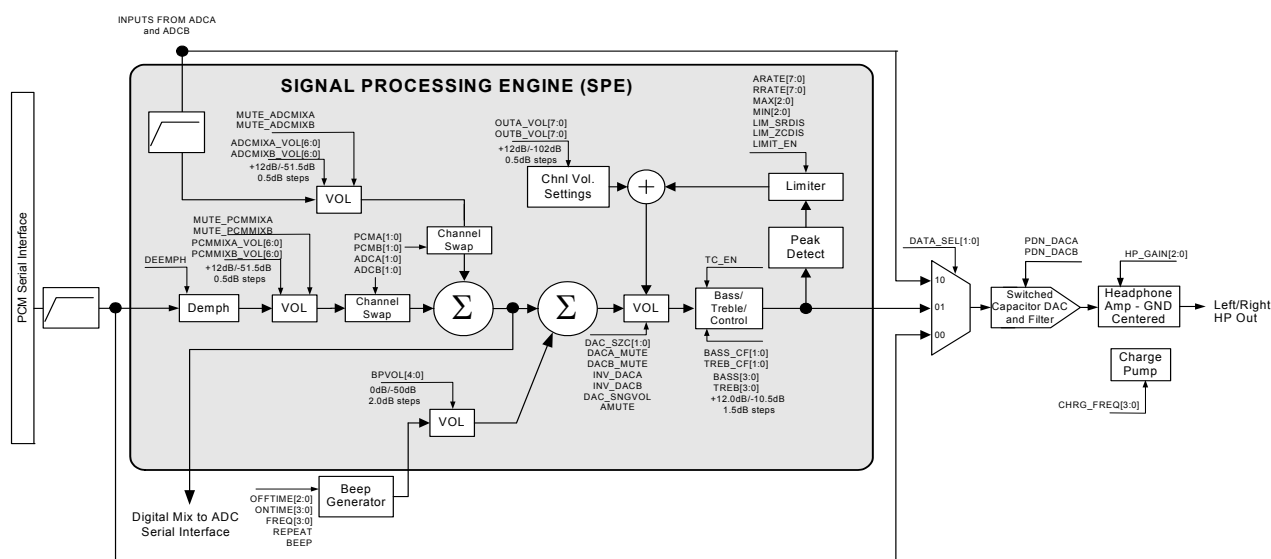 INPUTS FROM ADCA
and ADCB
SIGNAL PROCESSING ENGINE (SPE)
PCM Serial Interface
MUTE_ADCMIXA
MUTE_ADCMIXB
ADCMIXA_VOL[6:0]
ADCMIXB_VOL[6:0]
+12dB/-51.5dB
0.5dB steps
VOL
OUTA_VOL[7:0]
OUTB_VOL[7:0]
+12dB/-102dB
0.5dB steps
Chnl Vol.
Settings
+
ARATE[7:0]
RRATE[7:0]
MAX[2:0]
MIN[2:0]
LIM_SRDIS
LIM_ZCDIS
LIMIT_EN
Limiter
Peak
Detect
MUTE_PCMMIXA
MUTE_PCMMIXB
PCMMIXA_VOL[6:0]
PCMMIXB_VOL[6:0]
+12dB/-51.5dB
0.5dB steps
DEEMPH
Demph
VOL
PCMA[1:0]
PCMB[1:0]
ADCA[1:0]
ADCB[1:0]
Channel
Swap
Channel
Swap
Σ
Σ
VOL
TC_EN
Bass/
Treble/
Control
DAC_SZC[1:0]
DACA_MUTE
DACB_MUTE
INV_DACA
INV_DACB
DAC_SNGVOL
AMUTE
BASS_CF[1:0]
TREB_CF[1:0]
BASS[3:0]
TREB[3:0]
+12.0dB/-10.5dB
1.5dB steps
BPVOL[4:0]
0dB/-50dB
2.0dB steps
VOL
OFFTIME[2:0]
ONTIME[3:0]
FREQ[3:0]
REPEAT
BEEP
Beep
Generator
Digital Mix to ADC
Serial Interface
DATA_SEL[1:0]
10
01
00
PDN_DACA
PDN_DACB
Switched
Capacitor DAC
and Filter
HP_GAIN[2:0]
Headphone
Amp - GND
Centered
Left/Right
HP Out
Charge
Pump
CHRG_FREQ[3:0]